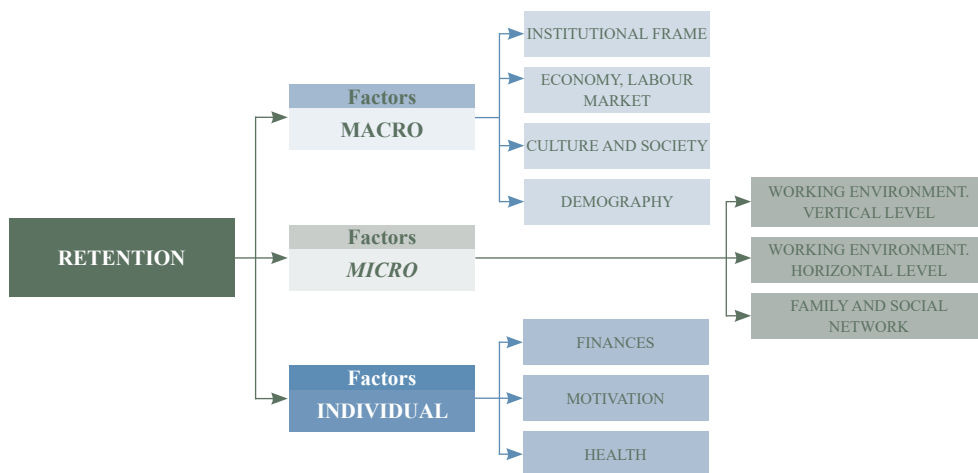 RETENTION
Factors
MACRO
INSTITUTIONAL FRAME
ECONOMY, LABOUR
MARKET
CULTURE AND SOCIETY
DEMOGRAPHY
Factors
MICRO
WORKING ENVIRONMENT.
VERTICAL LEVEL
WORKING ENVIRONMENT.
HORIZONTAL LEVEL
FAMILY AND SOCIAL
NETWORK
Factors
INDIVIDUAL
FINANCES
MOTIVATION
HEALTH